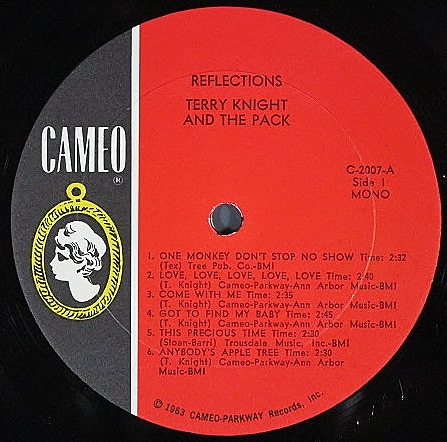 REFLECTIONS
TERRY KNIGHT
AND THE PACK
CAMEO
®
C-2007-A
Side 1
MONO
1. ONE MONKEY DON'T STOP NO SHOW Time: 2:32
(Tex) Tree Pub. Co.-BMI
2. LOVE, LOVE, LOVE, LOVE, LOVE Time: 2:40
(T. Knight) Cameo-Parkway-Ann Arbor Music-BMI
3. COME WITH ME Time: 2:35
(T. Knight) Cameo-Parkway-Ann Arbor Music-BMI
4. GOT TO FIND MY BABY Time: 2:45
(T. Knight) Cameo-Parkway-Ann Arbor Music-BMI
5. THIS PRECIOUS TIME Time: 2:30
(Sloan-Barri) Trousdale Music, Inc.-BMI
6. ANYBODY'S APPLE TREE Time: 2:30
(T. Knight) Cameo-Parkway-Ann Arbor
Music-BMI
© 1963 CAMEO-PARKWAY Records, Inc.